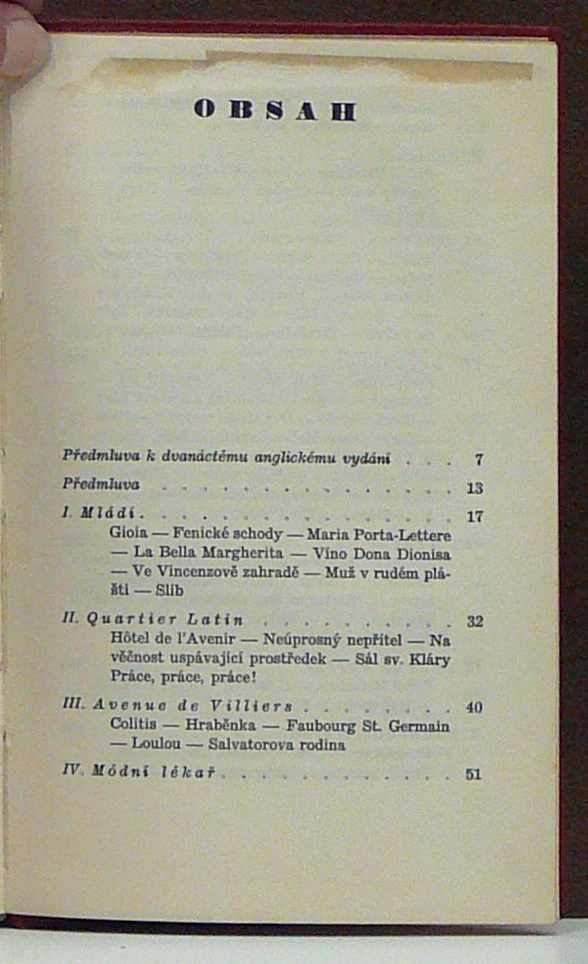 OBSAH
Předmluva k dvanáctému anglickému vydání . . . 7
Předmluva . . . . . . . . . . . . . . . 13
I. Mládí . . . . . . . . . . . . . . . . 17
Gioia — Fenické schody — Maria Porta-Lettere
— La Bella Margherita — Víno Dona Dionisa
— Ve Vincenzově zahradě — Muž v rudém plá-
šti — Slib
II. Quartier Latin . . . . . . . . . . 32
Hôtel de l'Avenir — Neúprosný nepřítel — Na
věčnost uspávající prostředek — Sál sv. Kláry
Práce, práce, práce!
III. Avenue de Villiers . . . . . . . . 40
Colitis — Hraběnka — Faubourg St. Germain
— Loulou — Salvatorova rodina
IV. Módní lékař . . . . . . . . . . . . 51